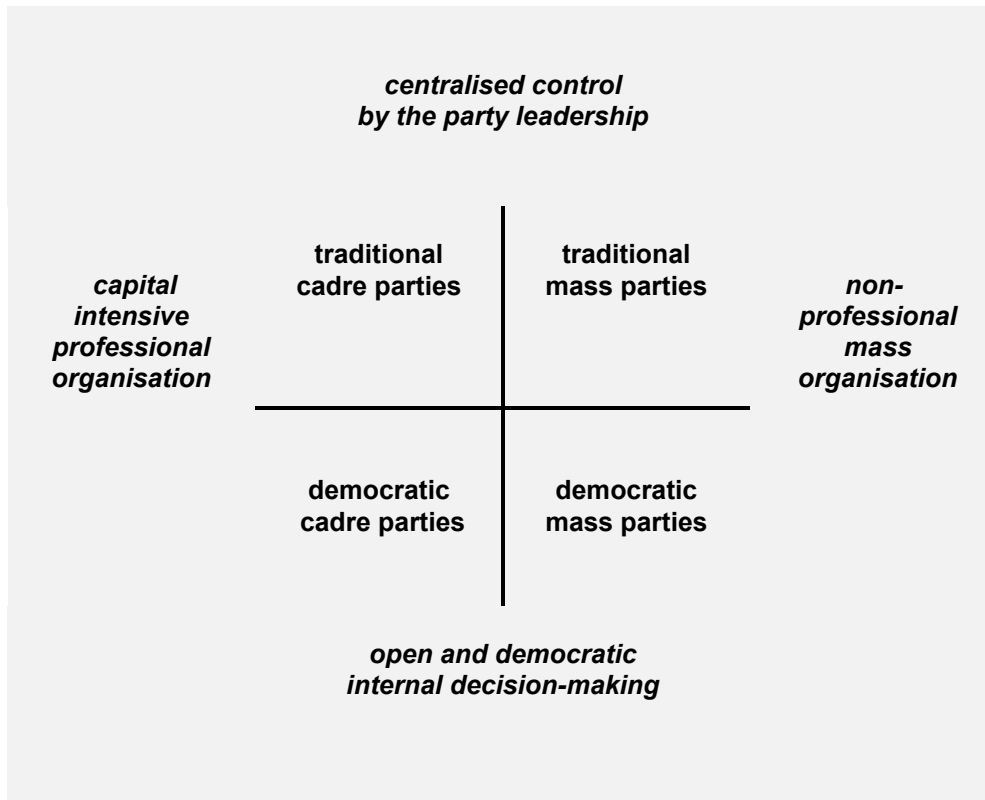 centralised control
by the party leadership
traditional
cadre parties
traditional
mass parties
capital
intensive
professional
organisation
non-
professional
mass
organisation
democratic
cadre parties
democratic
mass parties
open and democratic
internal decision-making